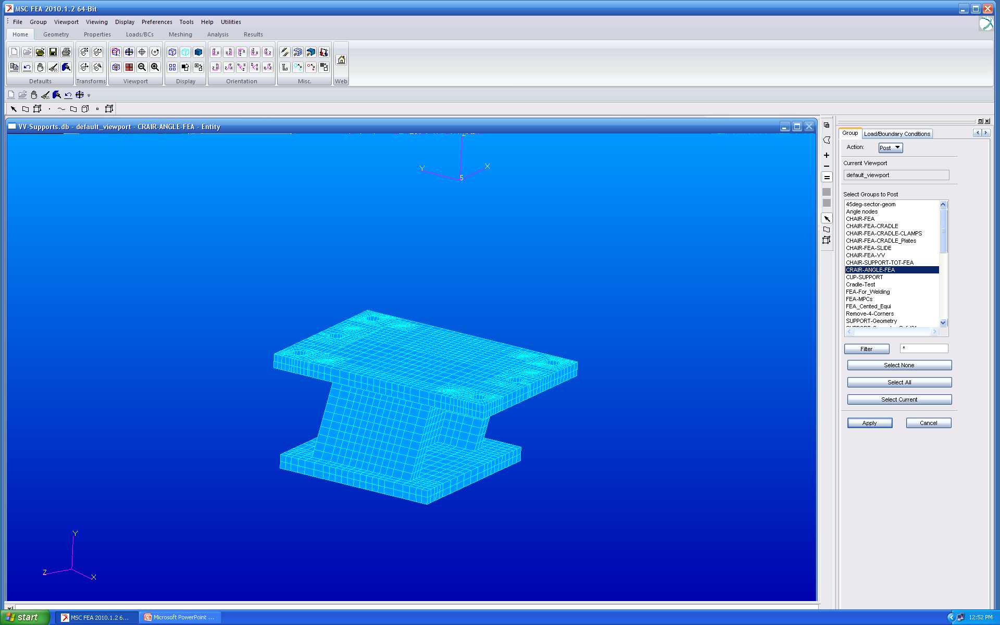 MSC FEA 2010.1.2 64-Bit
File Group Viewport Viewing Display Preferences Tools Help Utilities
Home Geometry Properties Loads/BCs Meshing Analysis Results
Defaults Transforms Viewport Display Orientation Misc. Web
VV-Supports.db - default_viewport - CRAIR-ANGLE-FEA - Entity
Z
Y X
5
Y
Z X
Group Load/Boundary Conditions
Action: Post
Current Viewport
default_viewport
Select Groups to Post
45deg-sector-geom
Angle nodes
CHAIR-FEA
CHAIR-FEA-CRADLE
CHAIR-FEA-CRADLE-CLAMPS
CHAIR-FEA-CRADLE_Plates
CHAIR-FEA-SLIDE
CHAIR-FEA-VV
CHAIR-SUPPORT-TOT-FEA
CRAIR-ANGLE-FEA
CUP-SUPPORT
Cradle-Test
FEA-For_Welding
FEA-MPCs
FEA_Cented_Equi
Remove-4-Corners
SUPPORT-Geometry
Filter *
Select None
Select All
Select Current
Apply Cancel
start MSC FEA 2010.1.2 6... Microsoft PowerPoint ... 12:52 PM